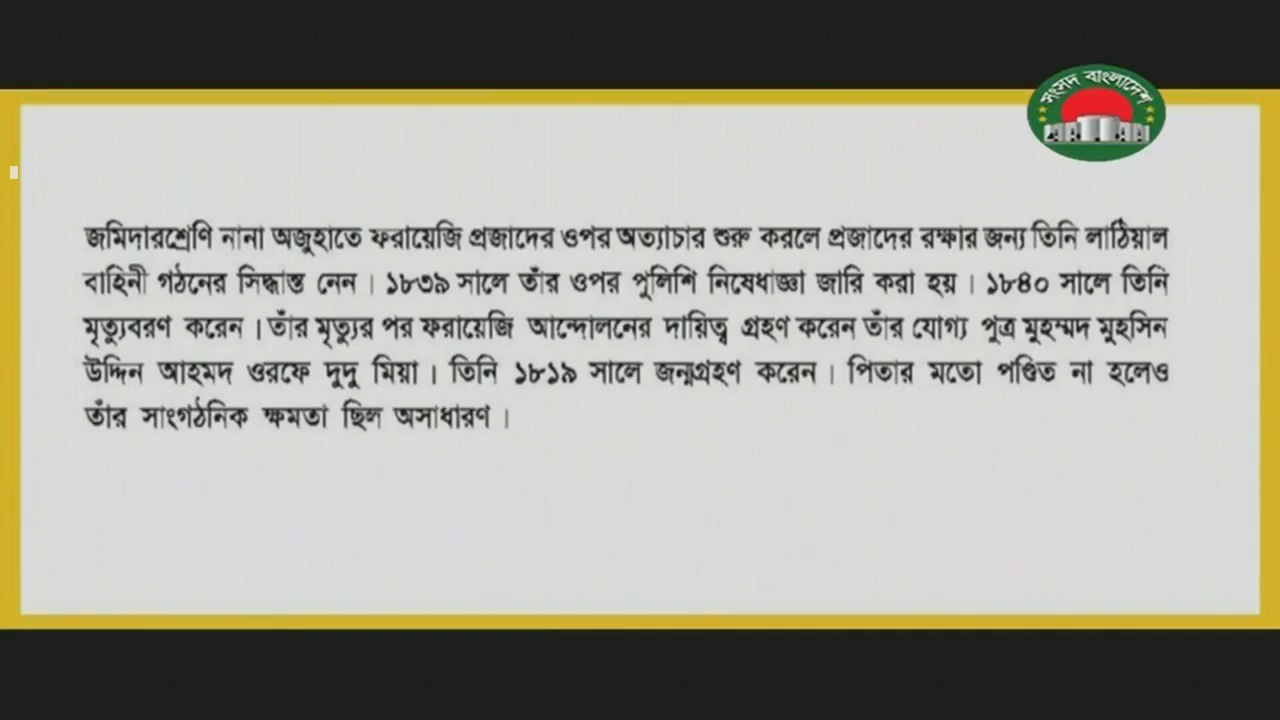 সংসদ বাংলাদেশ
জমিদারশ্রেণি নানা অজুহাতে ফরায়েজি প্রজাদের ওপর অত্যাচার শুরু করলে প্রজাদের রক্ষার জন্য তিনি লাঠিয়াল
বাহিনী গঠনের সিদ্ধান্ত নেন। ১৮৩৯ সালে তাঁর ওপর পুলিশি নিষেধাজ্ঞা জারি করা হয়। ১৮৪০ সালে তিনি
মৃত্যুবরণ করেন। তাঁর মৃত্যুর পর ফরায়েজি আন্দোলনের দায়িত্ব গ্রহণ করেন তাঁর যোগ্য পুত্র মুহম্মদ মুহসিন
উদ্দিন আহমদ ওরফে দুদু মিয়া। তিনি ১৮১৯ সালে জন্মগ্রহণ করেন। পিতার মতো পণ্ডিত না হলেও
তাঁর সাংগঠনিক ক্ষমতা ছিল অসাধারণ।